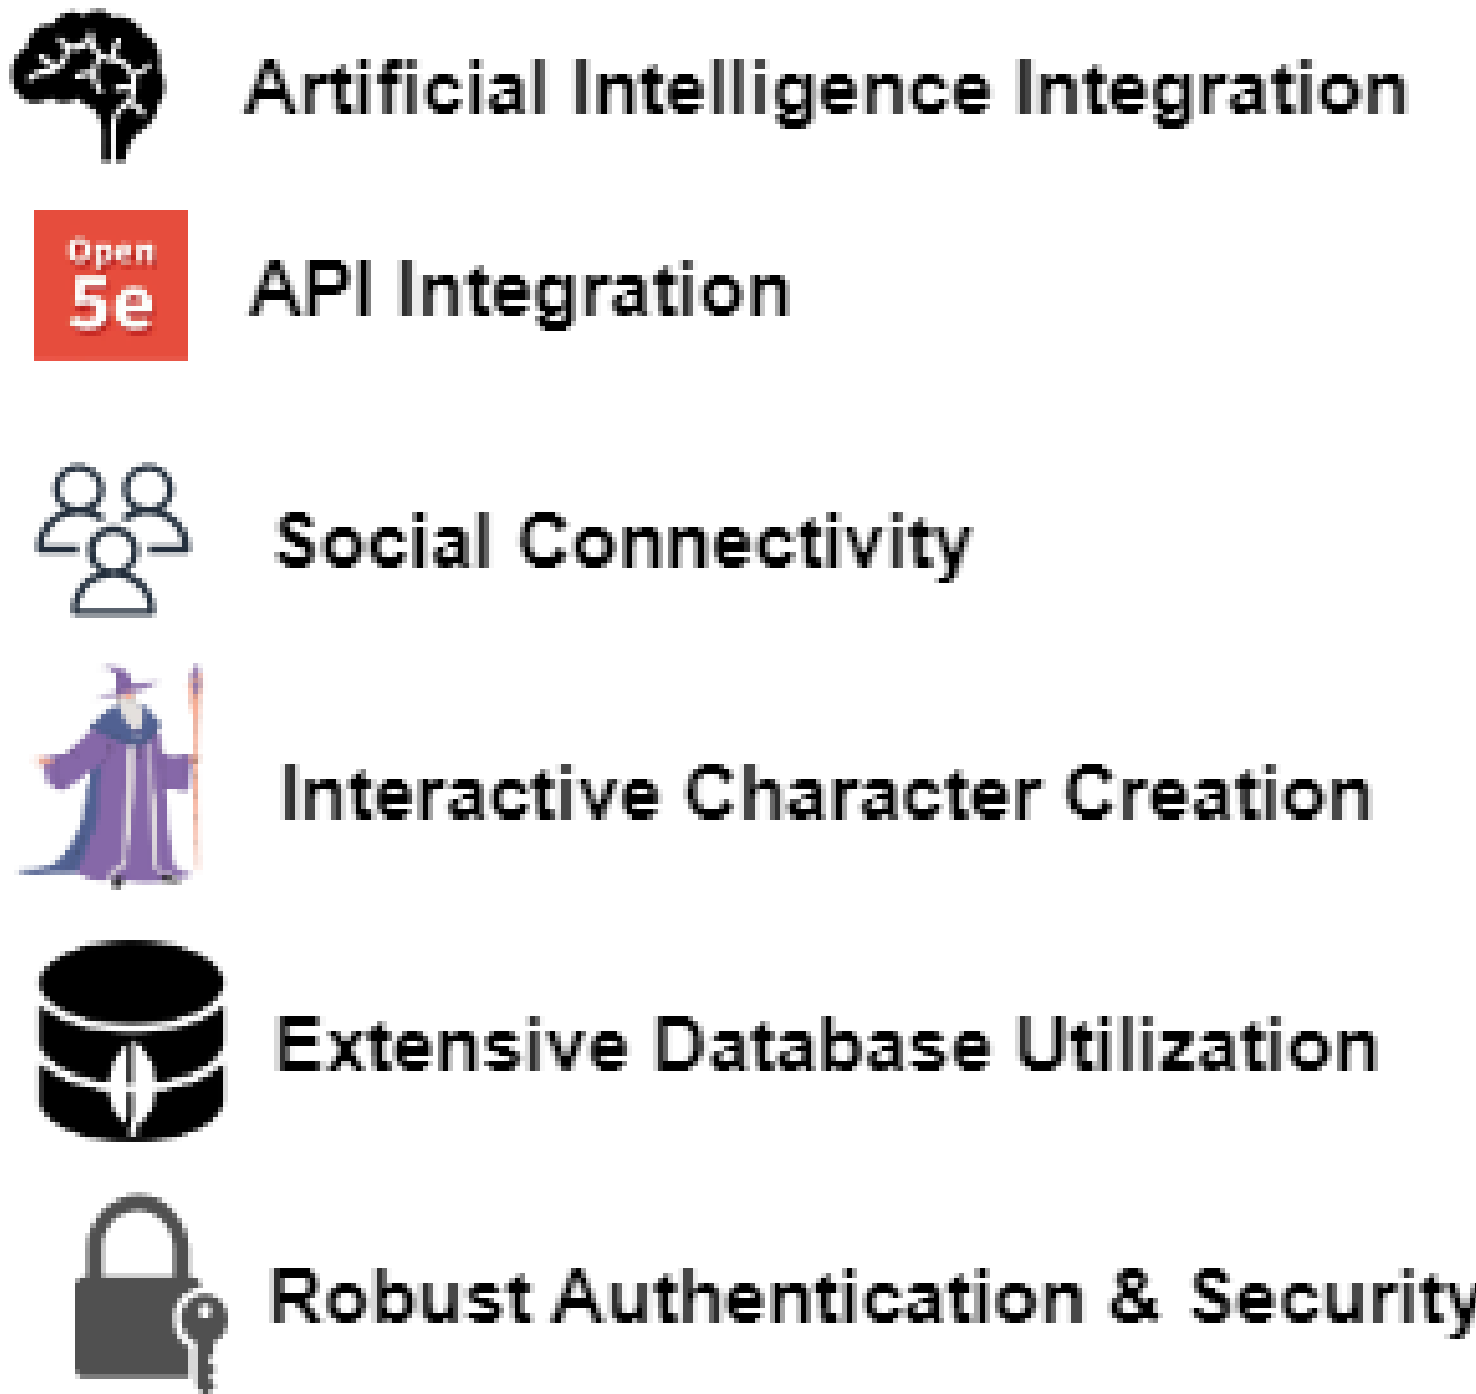 Artificial Intelligence Integration
Open
5e
API Integration
Social Connectivity
Interactive Character Creation
Extensive Database Utilization
Robust Authentication & Security